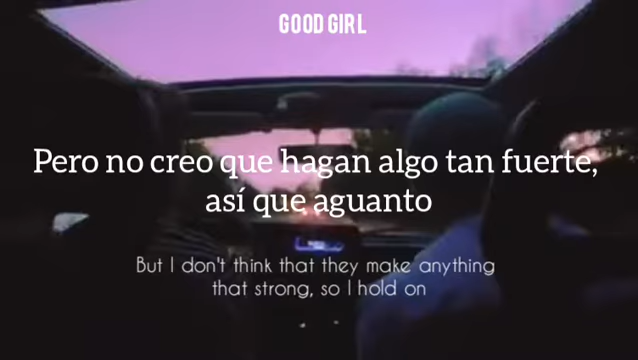 GOOD GIRL
Pero no creo que hagan algo tan fuerte,
así que aguanto
But I don't think that they make anything
that strong, so I hold on